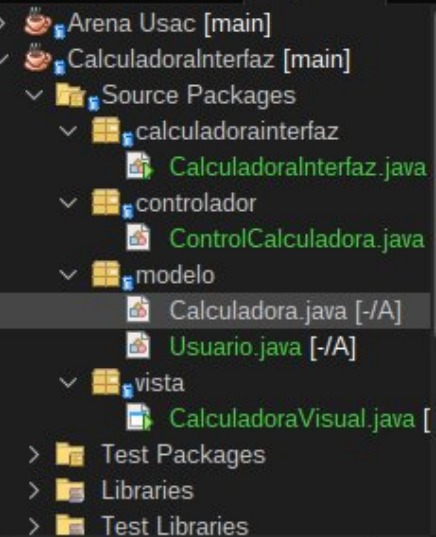 Arena Usac [main]
CalculadoraInterfaz [main]
Source Packages
calculadorainterfaz
CalculadoraInterfaz.java
controlador
ControlCalculadora.java
modelo
Calculadora.java [-/A]
Usuario.java [-/A]
vista
CalculadoraVisual.java [
Test Packages
Libraries
Test Libraries